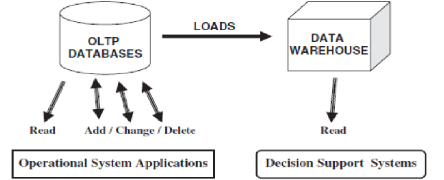 OLTP
DATABASES
LOADS
DATA
WAREHOUSE
Read
Add / Change / Delete
Read
Operational System Applications
Decision Support Systems